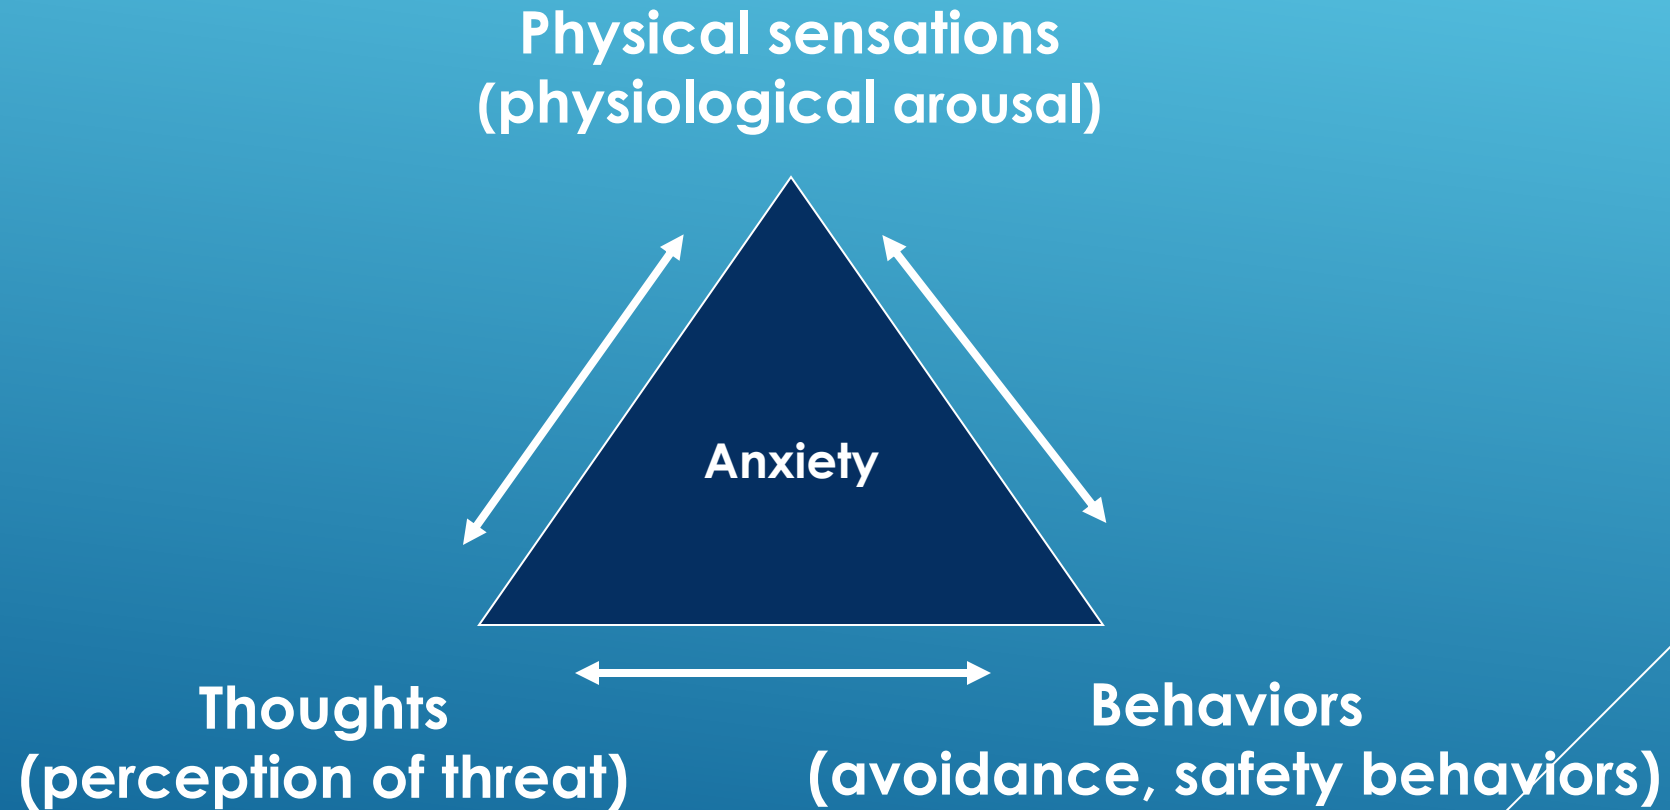 Physical sensations
(physiological arousal)
Anxiety
Thoughts
(perception of threat)
Behaviors
(avoidance, safety behaviors)